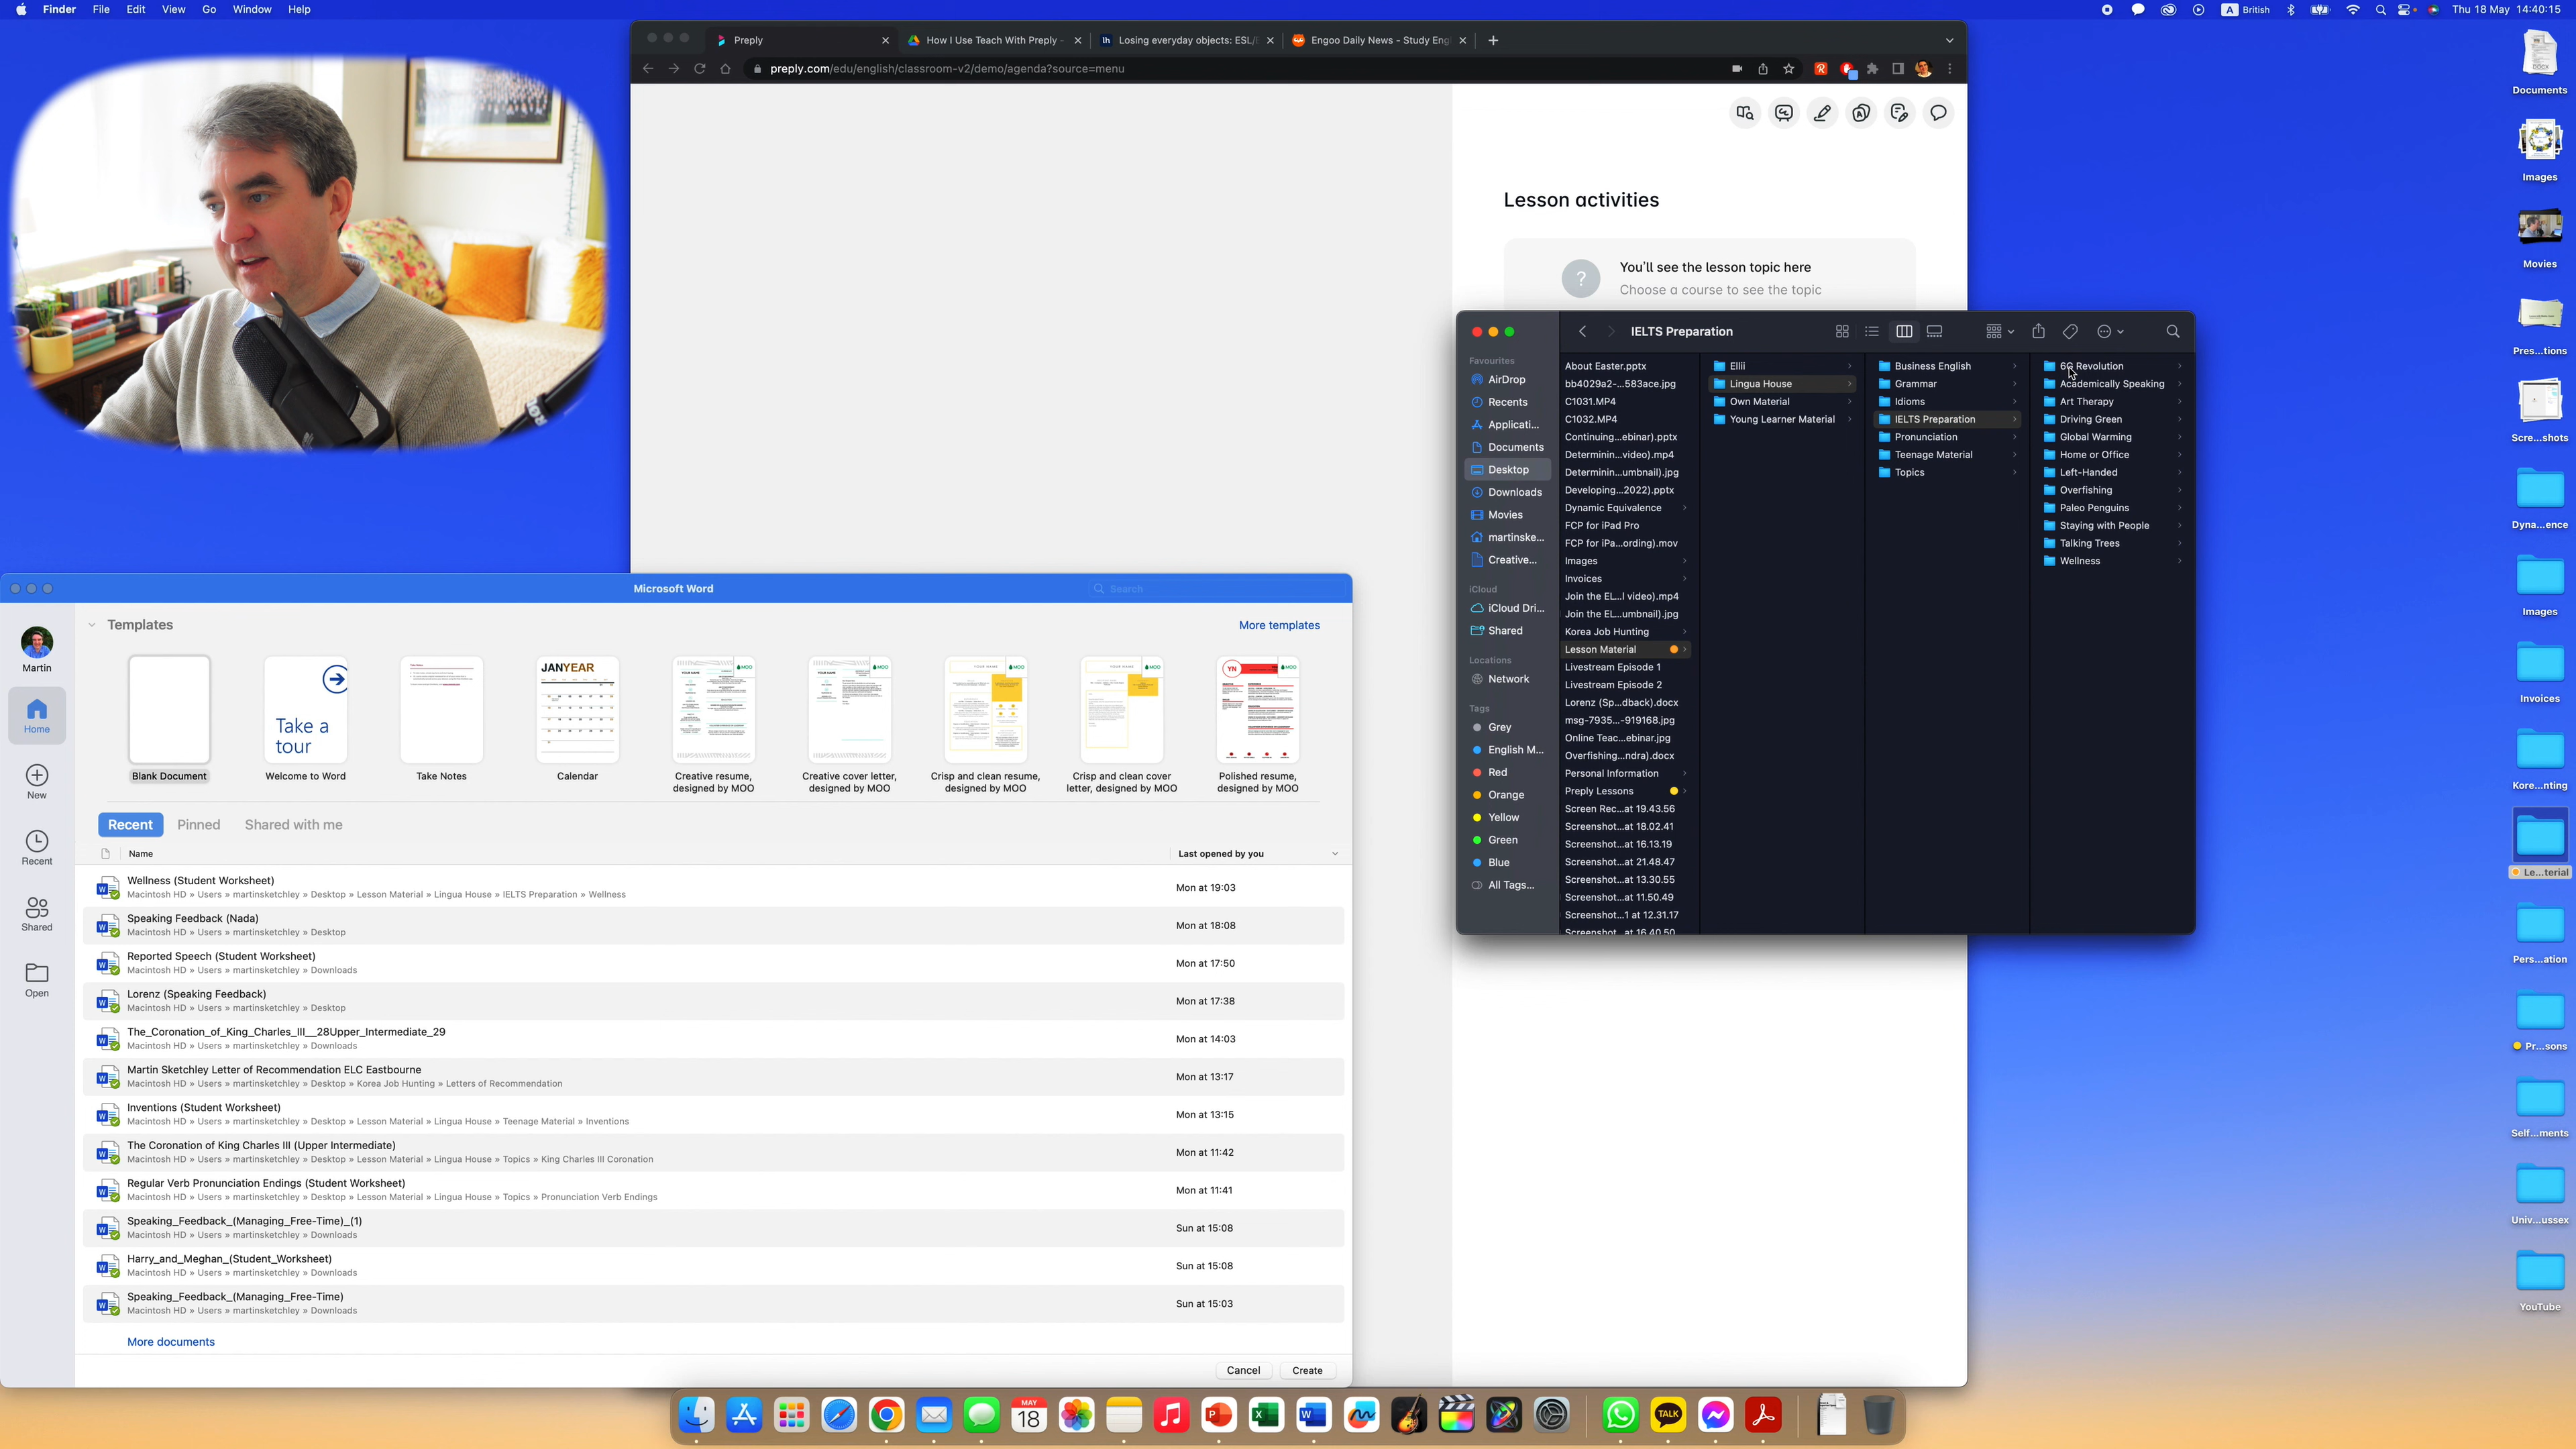 Finder File Edit View Go Window Help
A British Thu 18 May 14:40:15
Preply
How I Use Teach With Preply -
lh Losing everyday objects: ESL/
Engoo Daily News - Study Eng
preply.com/edu/english/classroom-v2/demo/agenda?source=menu
Lesson activities
?
You'll see the lesson topic here
Choose a course to see the topic
IELTS Preparation
Favourites
AirDrop
Recents
Applicati...
Documents
Desktop
Downloads
Movies
martinske...
Creative...
iCloud
iCloud Dri...
Shared
Locations
Network
Tags
Grey
English M...
Red
Orange
Yellow
Green
Blue
All Tags...
About Easter.pptx
bb4029a2-...583ace.jpg
C1031.MP4
C1032.MP4
Continuing...ebinar).pptx
Determinin...video).mp4
Determinin...umbnail).jpg
Developing...2022).pptx
Dynamic Equivalence
FCP for iPad Pro
FCP for iPa...ording).mov
Images
Invoices
Join the EL...l video).mp4
Join the EL...umbnail).jpg
Korea Job Hunting
Lesson Material
Livestream Episode 1
Livestream Episode 2
Lorenz (Sp...dback).docx
msg-7935...-919168.jpg
Online Teac...ebinar.jpg
Overfishing...ndra).docx
Personal Information
Preply Lessons
Screen Rec...at 19.43.56
Screenshot...at 18.02.41
Screenshot...at 16.13.19
Screenshot...at 21.48.47
Screenshot...at 13.30.55
Screenshot...at 11.50.49
Screenshot...1 at 12.31.17
Screenshot...at 16.40.50
Ellii
Lingua House
Own Material
Young Learner Material
Business English
Grammar
Idioms
IELTS Preparation
Pronunciation
Teenage Material
Topics
Revolution
Academically Speaking
Art Therapy
Driving Green
Global Warming
Home or Office
Left-Handed
Overfishing
Paleo Penguins
Staying with People
Talking Trees
Wellness
DOCX
Documents
Images
Movies
Pres...tions
Scre...shots
Dyna...ence
Images
Invoices
Kore...nting
Le...terial
Pers...ation
Pr...sons
Self...ments
Univ...ussex
YouTube
Microsoft Word
Search
Martin
Home
New
Recent
Shared
Open
Templates
More templates
Take a
tour
JANYEAR
YOUR NAME MOO
MOO
YOUR NAME MOO
YOUR NAME MOO
YN MOO
Blank Document
Welcome to Word
Take Notes
Calendar
Creative resume,
designed by MOO
Creative cover letter,
designed by MOO
Crisp and clean resume,
designed by MOO
Crisp and clean cover
letter, designed by MOO
Polished resume,
designed by MOO
Recent Pinned Shared with me
Name Last opened by you
Wellness (Student Worksheet)
Macintosh HD » Users » martinsketchley » Desktop » Lesson Material » Lingua House » IELTS Preparation » Wellness
Mon at 19:03
Speaking Feedback (Nada)
Macintosh HD » Users » martinsketchley » Desktop
Mon at 18:08
Reported Speech (Student Worksheet)
Macintosh HD » Users » martinsketchley » Downloads
Mon at 17:50
Lorenz (Speaking Feedback)
Macintosh HD » Users » martinsketchley » Desktop
Mon at 17:38
The_Coronation_of_King_Charles_III__28Upper_Intermediate_29
Macintosh HD » Users » martinsketchley » Downloads
Mon at 14:03
Martin Sketchley Letter of Recommendation ELC Eastbourne
Macintosh HD » Users » martinsketchley » Desktop » Korea Job Hunting » Letters of Recommendation
Mon at 13:17
Inventions (Student Worksheet)
Macintosh HD » Users » martinsketchley » Desktop » Lesson Material » Lingua House » Teenage Material » Inventions
Mon at 13:15
The Coronation of King Charles III (Upper Intermediate)
Macintosh HD » Users » martinsketchley » Desktop » Lesson Material » Lingua House » Topics » King Charles III Coronation
Mon at 11:42
Regular Verb Pronunciation Endings (Student Worksheet)
Macintosh HD » Users » martinsketchley » Desktop » Lesson Material » Lingua House » Topics » Pronunciation Verb Endings
Mon at 11:41
Speaking_Feedback_(Managing_Free-Time)_(1)
Macintosh HD » Users » martinsketchley » Downloads
Sun at 15:08
Harry_and_Meghan_(Student_Worksheet)
Macintosh HD » Users » martinsketchley » Downloads
Sun at 15:08
Speaking_Feedback_(Managing_Free-Time)
Macintosh HD » Users » martinsketchley » Downloads
Sun at 15:03
More documents
Cancel Create
MAY
18
P
X
W
TALK